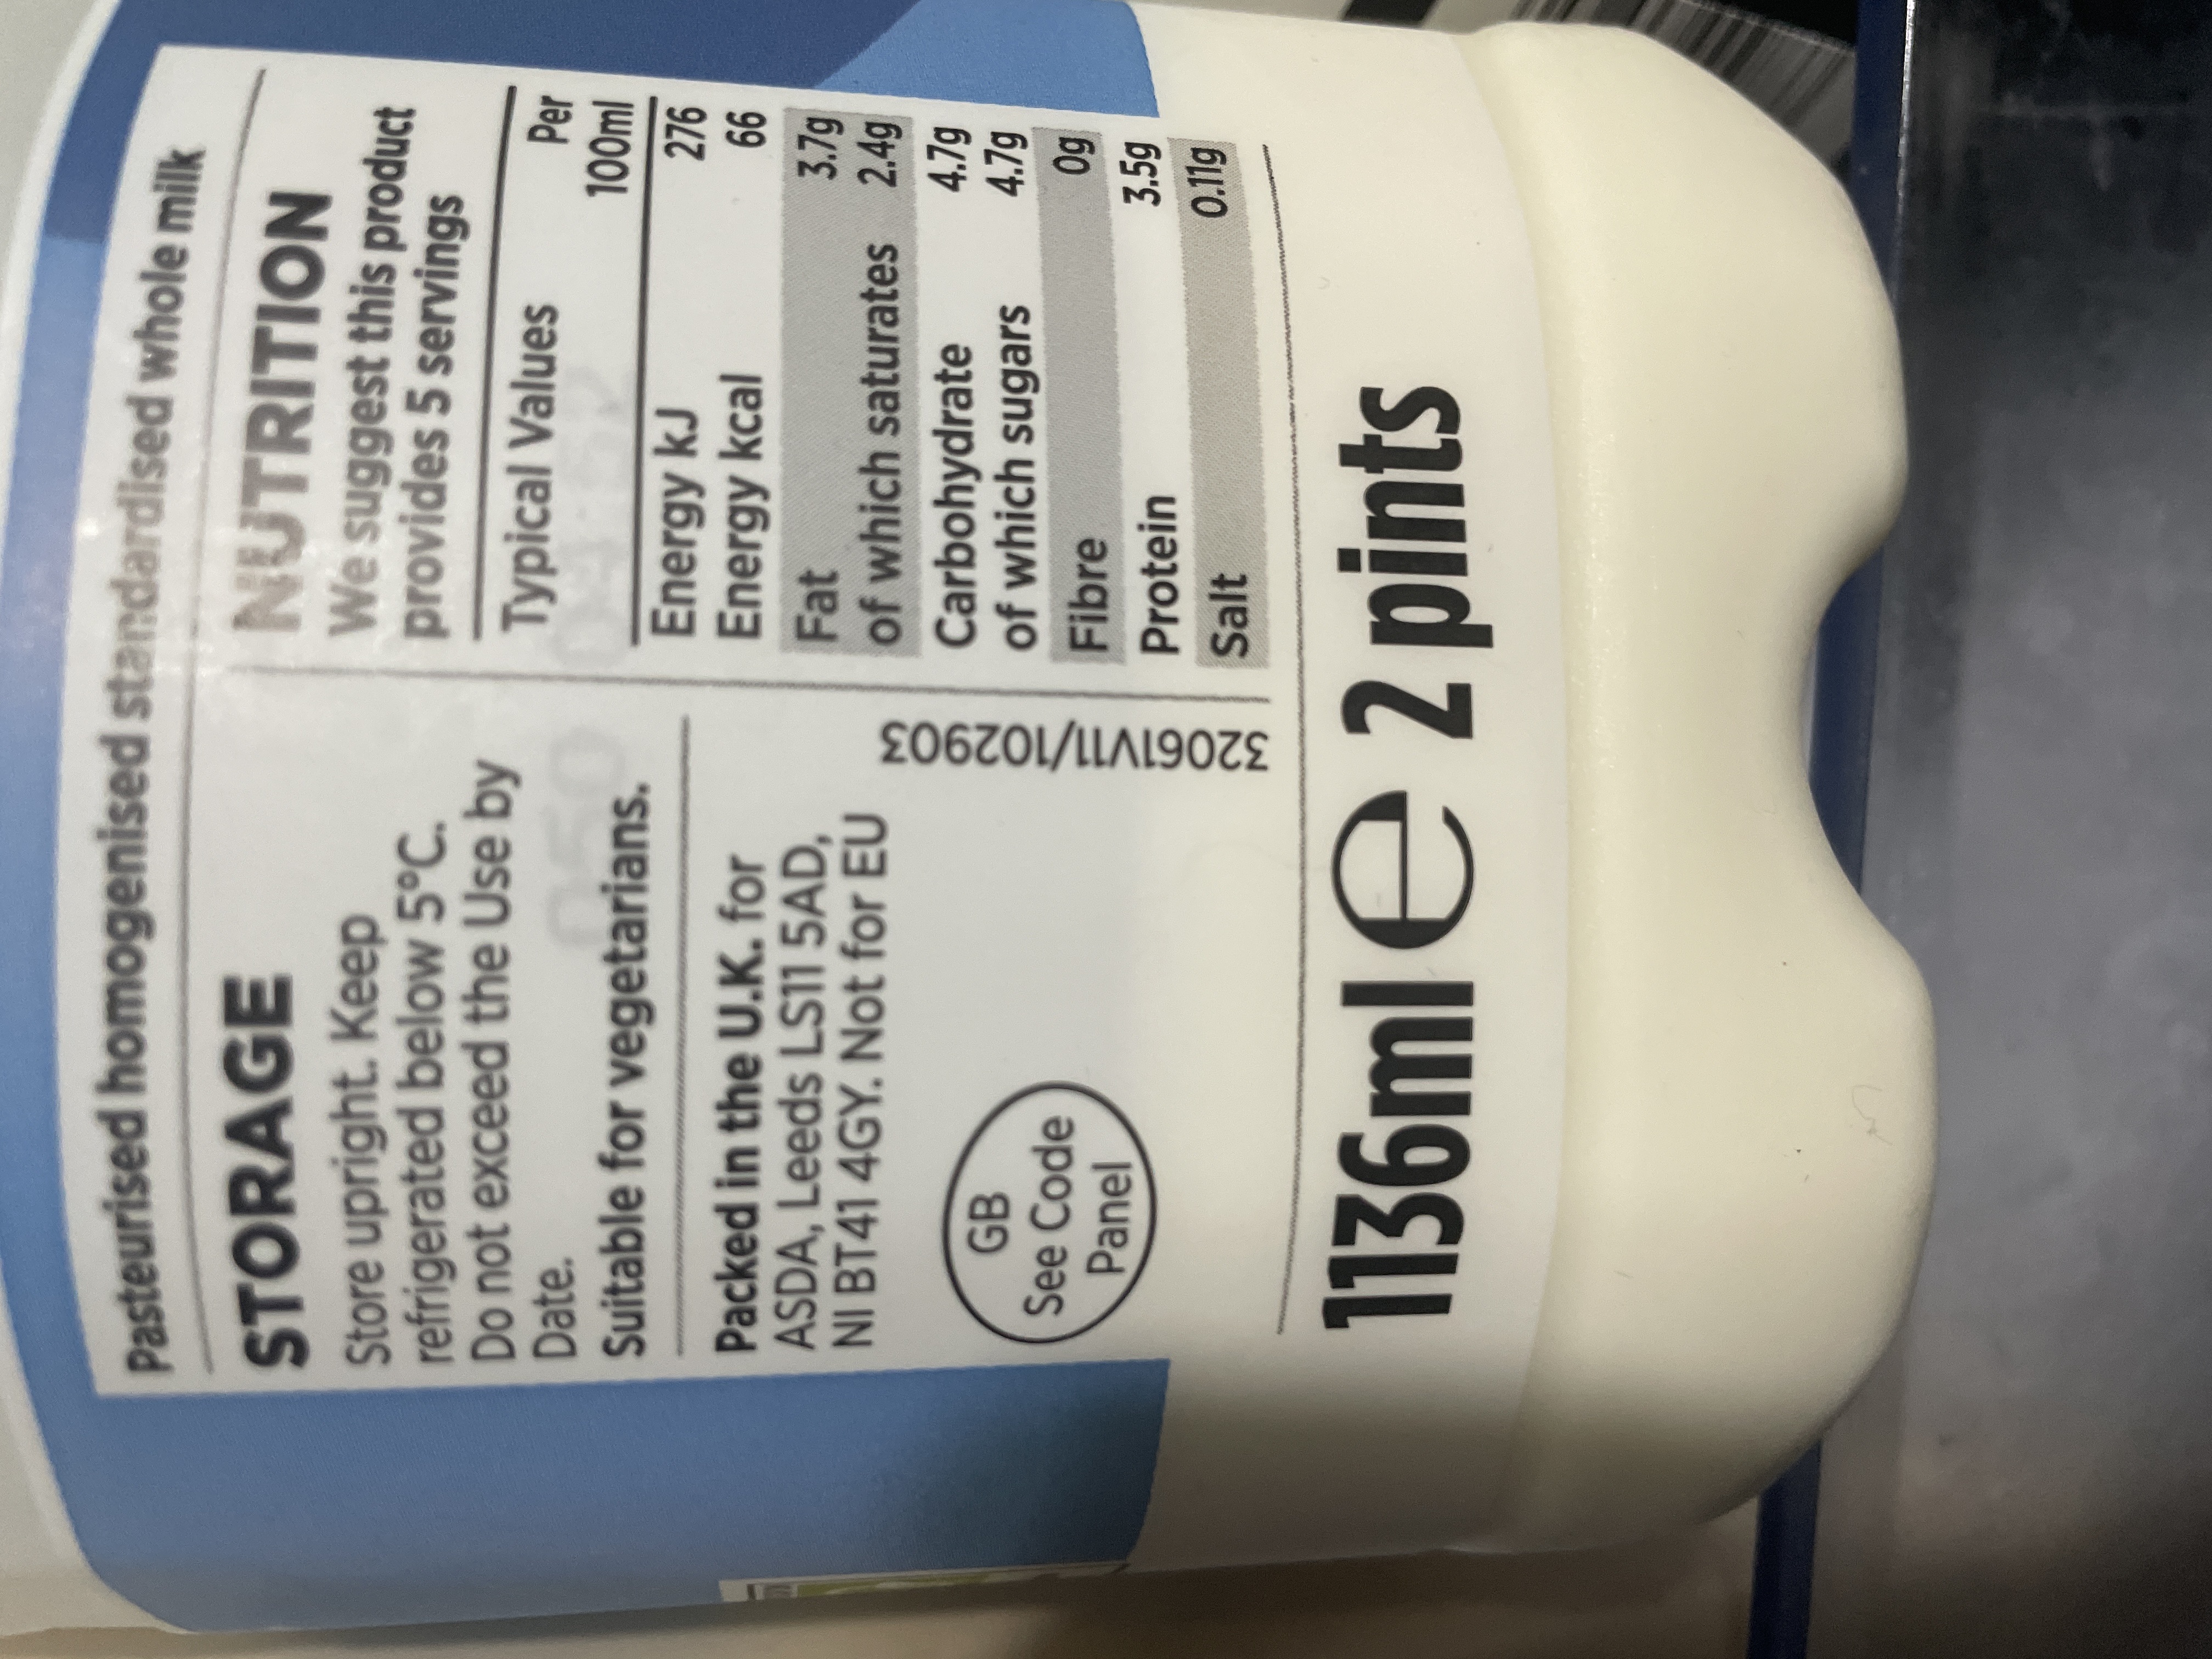 Pasteurised homogenised standardised whole milk
STORAGE
Store upright. Keep
refrigerated below 5°C.
Do not exceed the Use by
Date.
Suitable for vegetarians.
Packed in the U.K. for
ASDA, Leeds LS11 5AD,
NI BT41 4GY. Not for EU
GB
See Code
Panel
32061V11/102903
NUTRITION
We suggest this product
provides 5 servings
Typical Values Per
100ml
Energy kJ 276
Energy kcal 66
Fat 3.7g
of which saturates 2.4g
Carbohydrate 4.7g
of which sugars 4.7g
Fibre 0g
Protein 3.5g
Salt 0.11g
1136ml e 2 pints